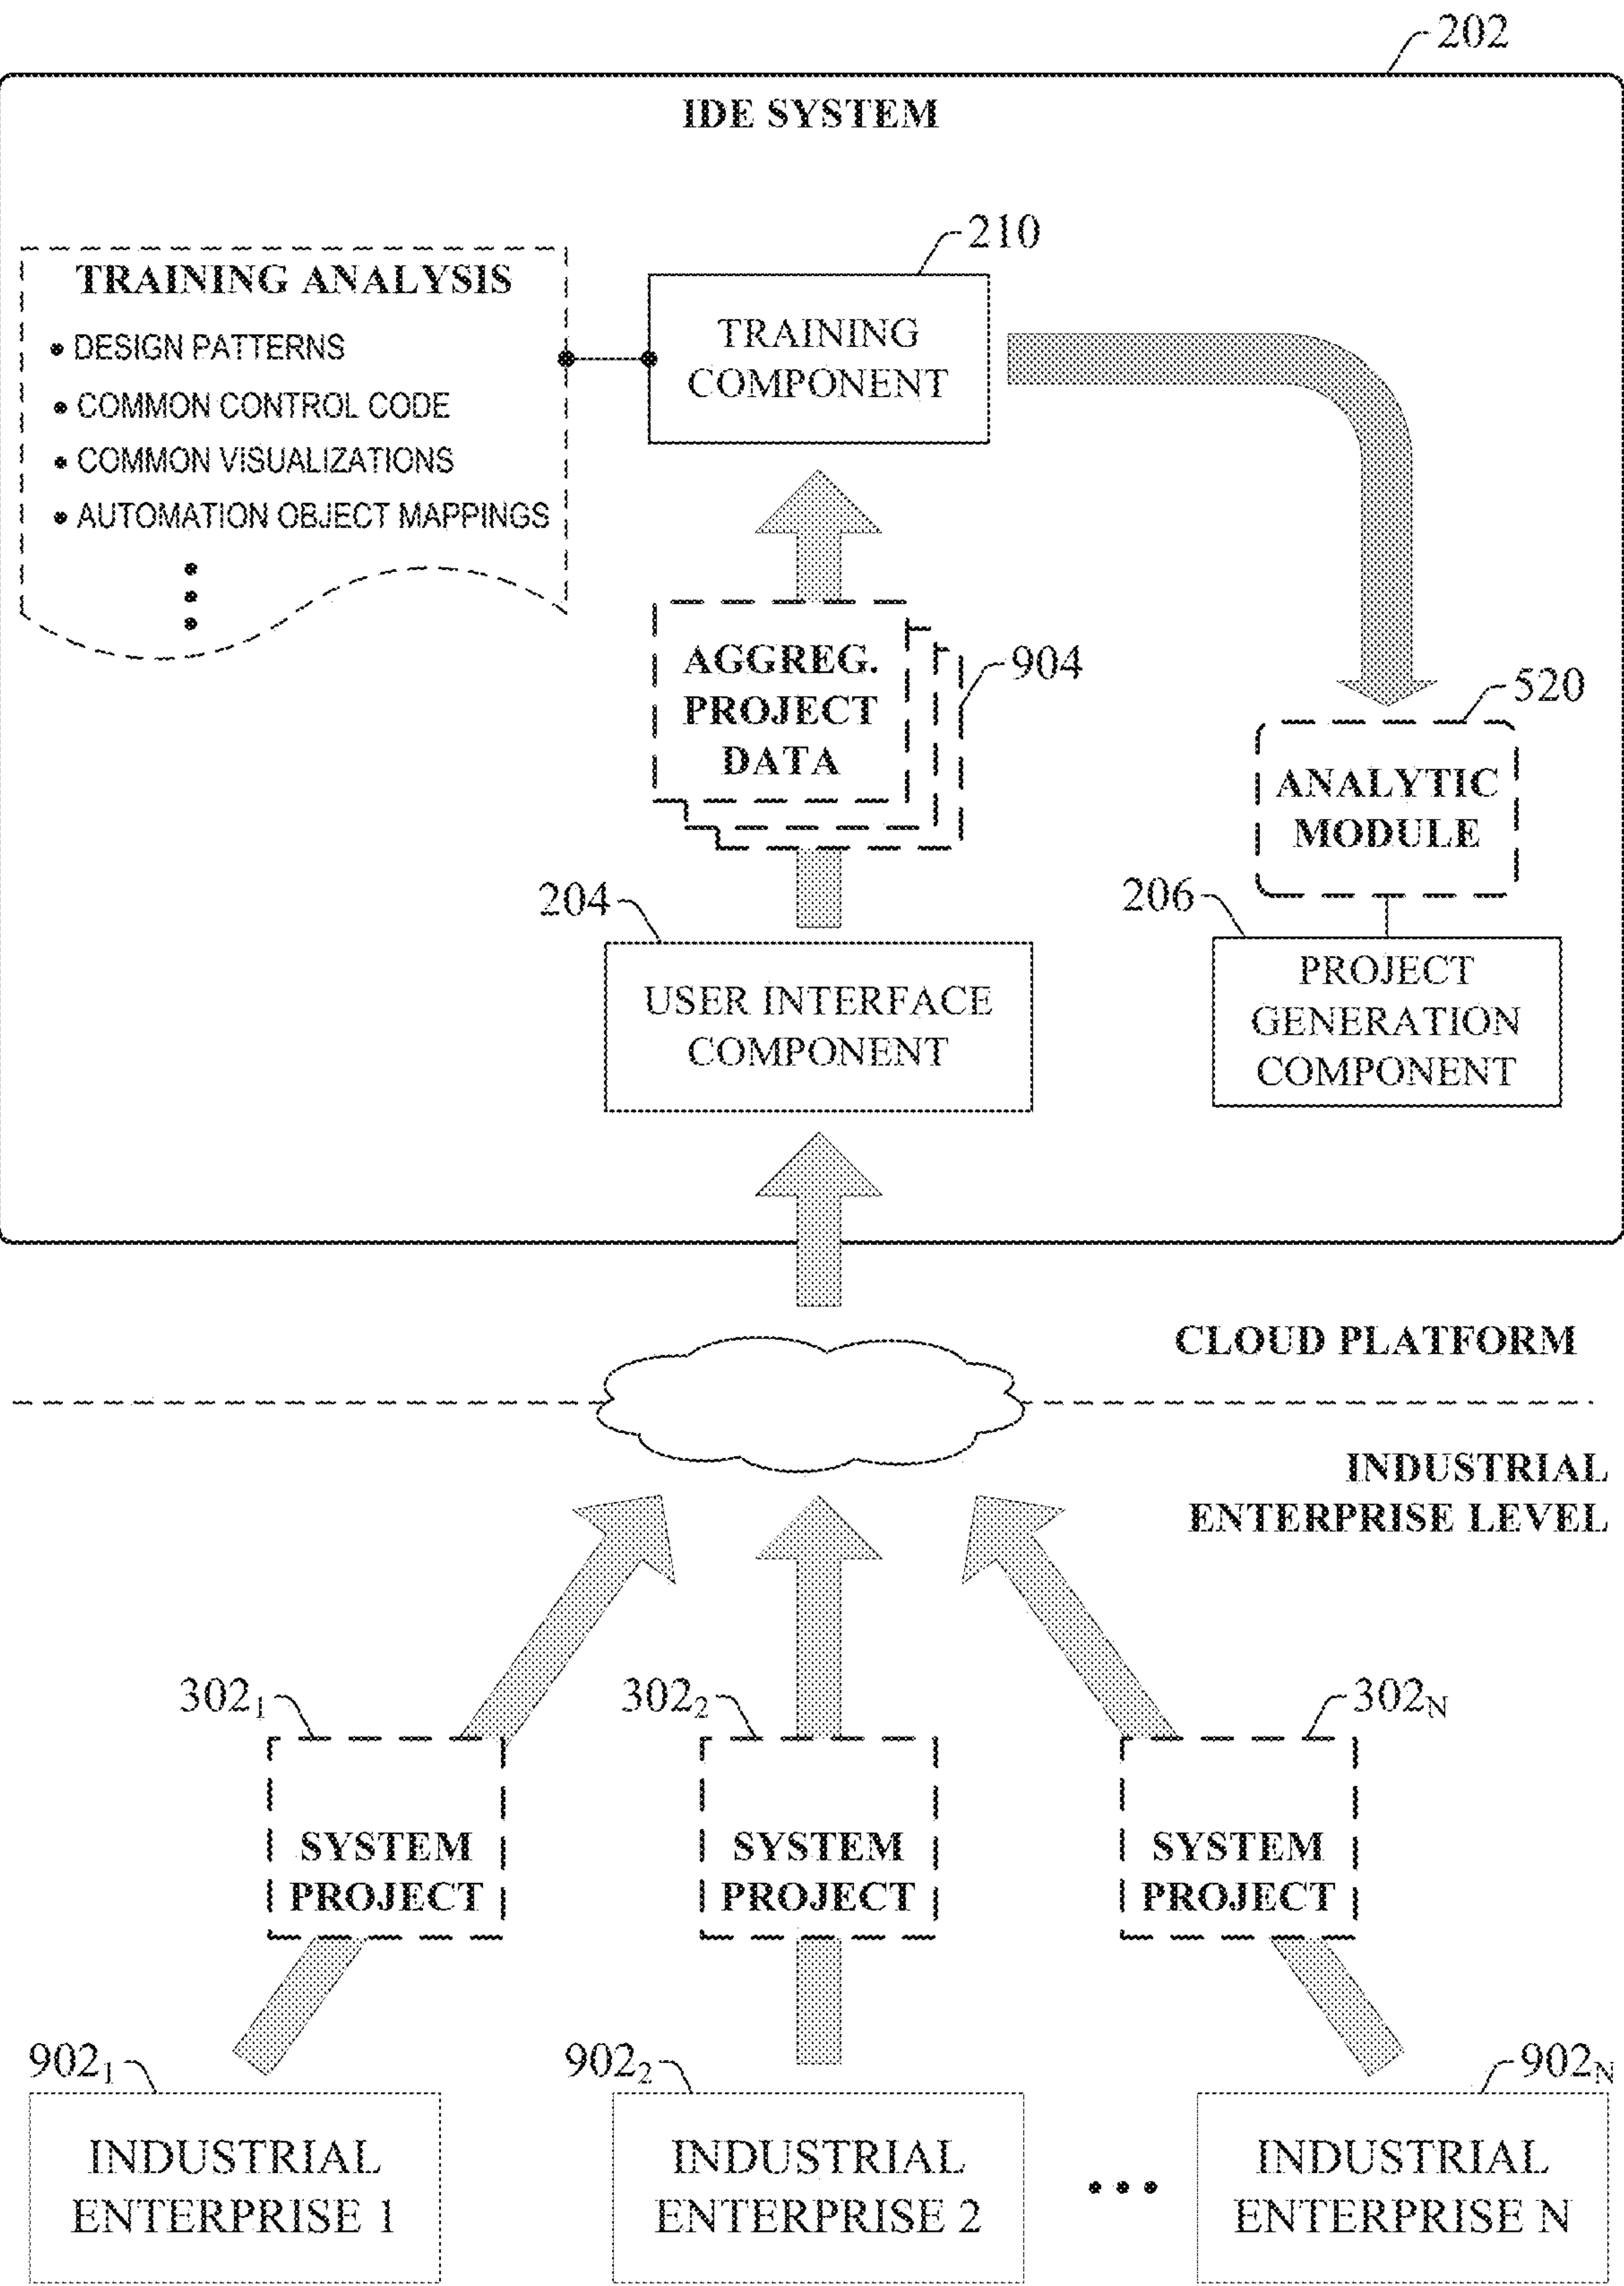 202
IDE SYSTEM
210
TRAINING ANALYSIS
• DESIGN PATTERNS
• COMMON CONTROL CODE
• COMMON VISUALIZATIONS
• AUTOMATION OBJECT MAPPINGS
TRAINING
COMPONENT
AGGREG.
PROJECT
DATA
904
520
ANALYTIC
MODULE
204
USER INTERFACE
COMPONENT
206
PROJECT
GENERATION
COMPONENT
CLOUD PLATFORM
INDUSTRIAL
ENTERPRISE LEVEL
302₁
SYSTEM
PROJECT
302₂
SYSTEM
PROJECT
302N
SYSTEM
PROJECT
902₁
INDUSTRIAL
ENTERPRISE 1
902₂
INDUSTRIAL
ENTERPRISE 2
902N
INDUSTRIAL
ENTERPRISE N